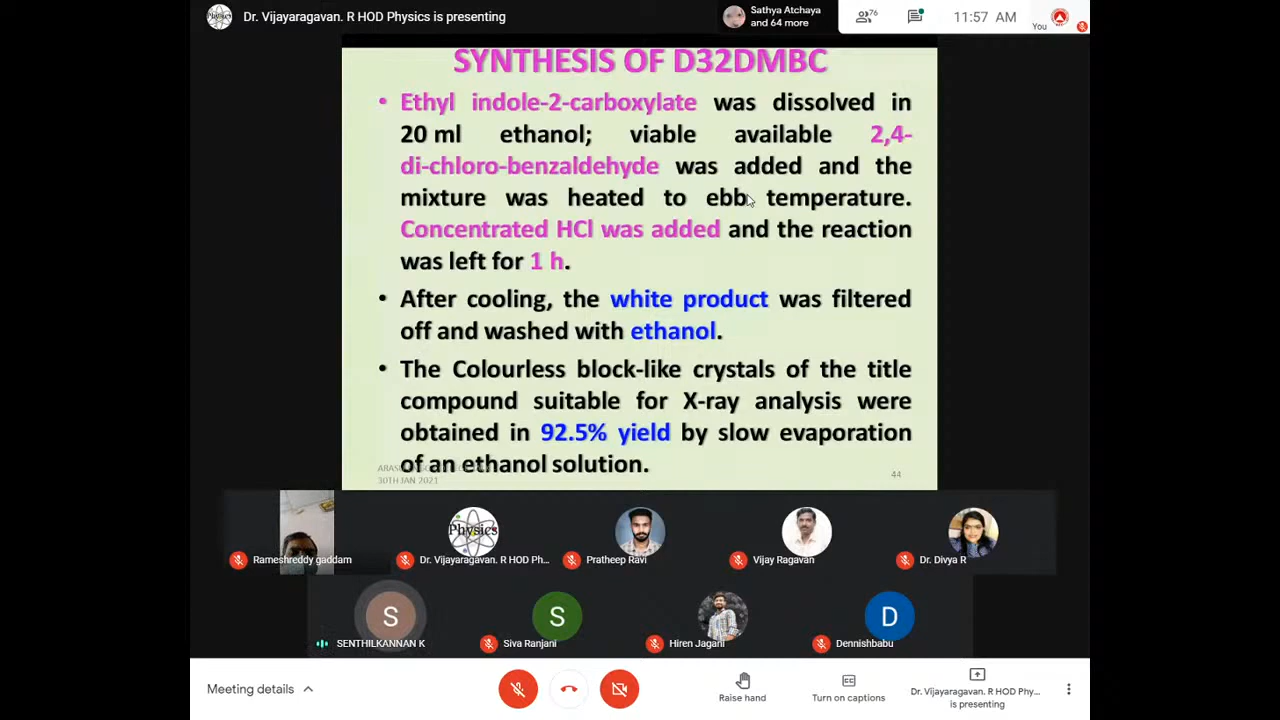 Dr. Vijayaragavan. R HOD Physics is presenting
Sathya Atchaya
and 64 more
76
11:57 AM
You
SYNTHESIS OF D32DMBC
• Ethyl indole-2-carboxylate was dissolved in
20 ml ethanol; viable available 2,4-
di-chloro-benzaldehyde was added and the
mixture was heated to ebb temperature.
Concentrated HCl was added and the reaction
was left for 1 h.
• After cooling, the white product was filtered
off and washed with ethanol.
• The Colourless block-like crystals of the title
compound suitable for X-ray analysis were
obtained in 92.5% yield by slow evaporation
of an ethanol solution.
30TH JAN 2021
44
Physics
Rameshreddy gaddam
Dr. Vijayaragavan. R HOD Ph...
Pratheep Ravi
Vijay Ragavan
Dr. Divya R
S
S
D
SENTHILKANNAN K
Siva Ranjani
Hiren Jagani
Dennishbabu
Meeting details
Raise hand
Turn on captions
Dr. Vijayaragavan. R HOD Phy...
is presenting